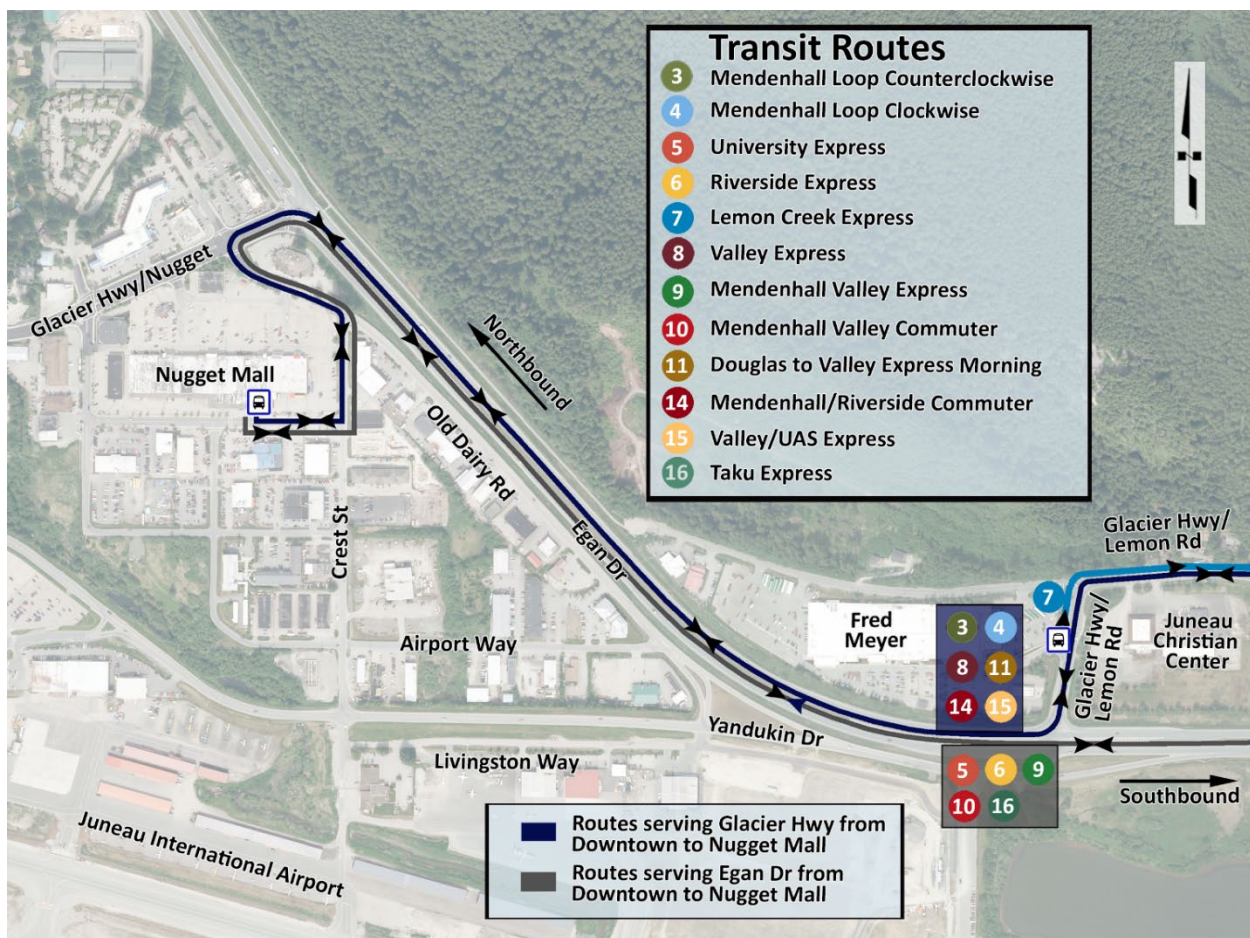 Transit Routes
3 Mendenhall Loop Counterclockwise
4 Mendenhall Loop Clockwise
5 University Express
6 Riverside Express
7 Lemon Creek Express
8 Valley Express
9 Mendenhall Valley Express
10 Mendenhall Valley Commuter
11 Douglas to Valley Express Morning
14 Mendenhall/Riverside Commuter
15 Valley/UAS Express
16 Taku Express
N
Glacier Hwy/Nugget
Nugget Mall
Northbound
Old Dairy Rd
Egan Dr
Crest St
Airport Way
Glacier Hwy/
Lemon Rd
7
Fred
Meyer
3 4
8 11
14 15
Glacier Hwy/
Lemon Rd
Juneau
Christian
Center
Yandukin Dr
Livingston Way
5 6 9
10 16
Southbound
Juneau International Airport
Routes serving Glacier Hwy from
Downtown to Nugget Mall
Routes serving Egan Dr from
Downtown to Nugget Mall